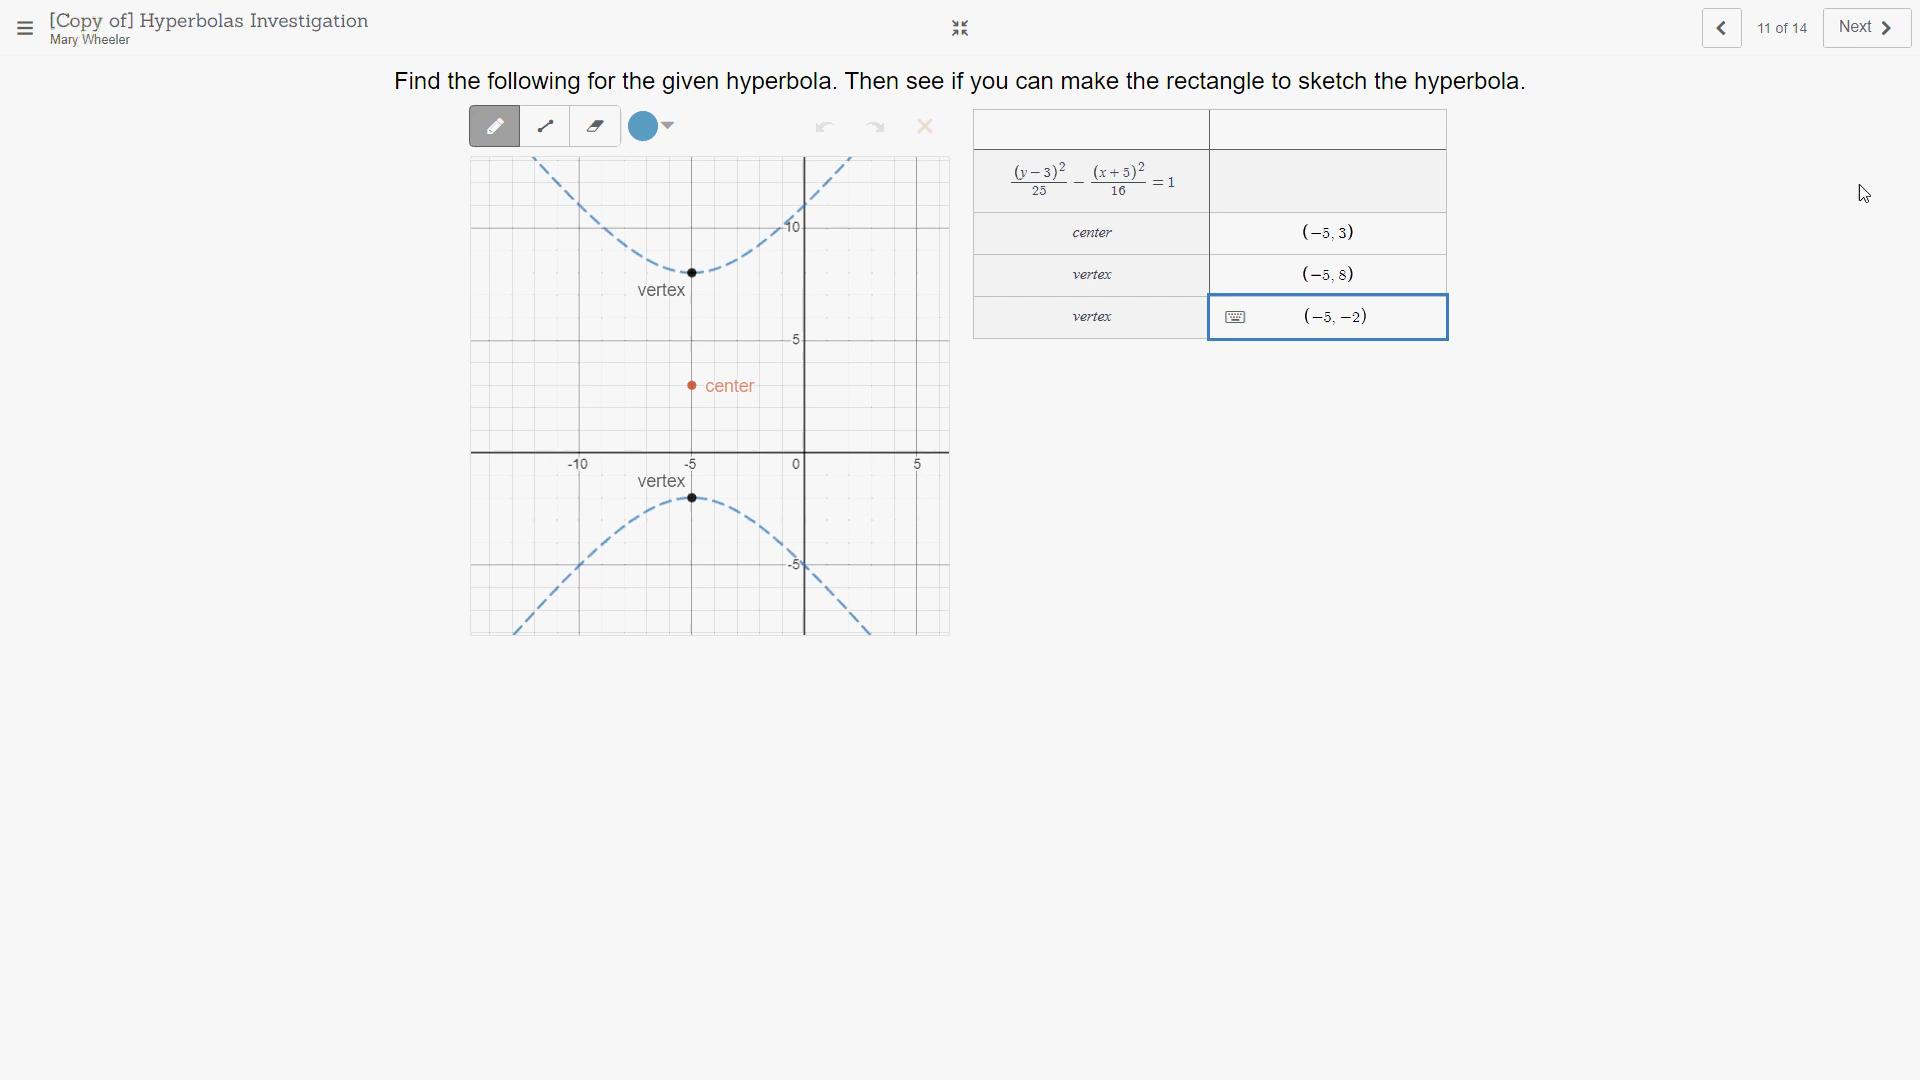 [Copy of] Hyperbolas Investigation
Mary Wheeler
11 of 14
Next
Find the following for the given hyperbola. Then see if you can make the rectangle to sketch the hyperbola.
(y−3)²/25 − (x+5)²/16 = 1
center
(−5, 3)
vertex
(−5, 8)
vertex
(−5, −2)
10
vertex
5
center
-10
-5
0
5
vertex
-5